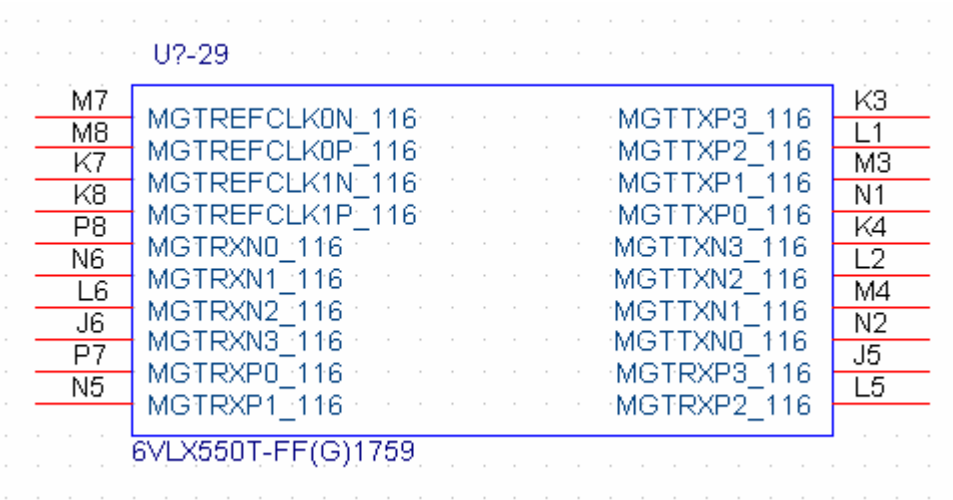 U?-29
M7 MGTREFCLK0N_116 MGTTXP3_116 K3
M8 MGTREFCLK0P_116 MGTTXP2_116 L1
K7 MGTREFCLK1N_116 MGTTXP1_116 M3
K8 MGTREFCLK1P_116 MGTTXP0_116 N1
P8 MGTRXN0_116 MGTTXN3_116 K4
N6 MGTRXN1_116 MGTTXN2_116 L2
L6 MGTRXN2_116 MGTTXN1_116 M4
J6 MGTRXN3_116 MGTTXN0_116 N2
P7 MGTRXP0_116 MGTRXP3_116 J5
N5 MGTRXP1_116 MGTRXP2_116 L5
6VLX550T-FF(G)1759